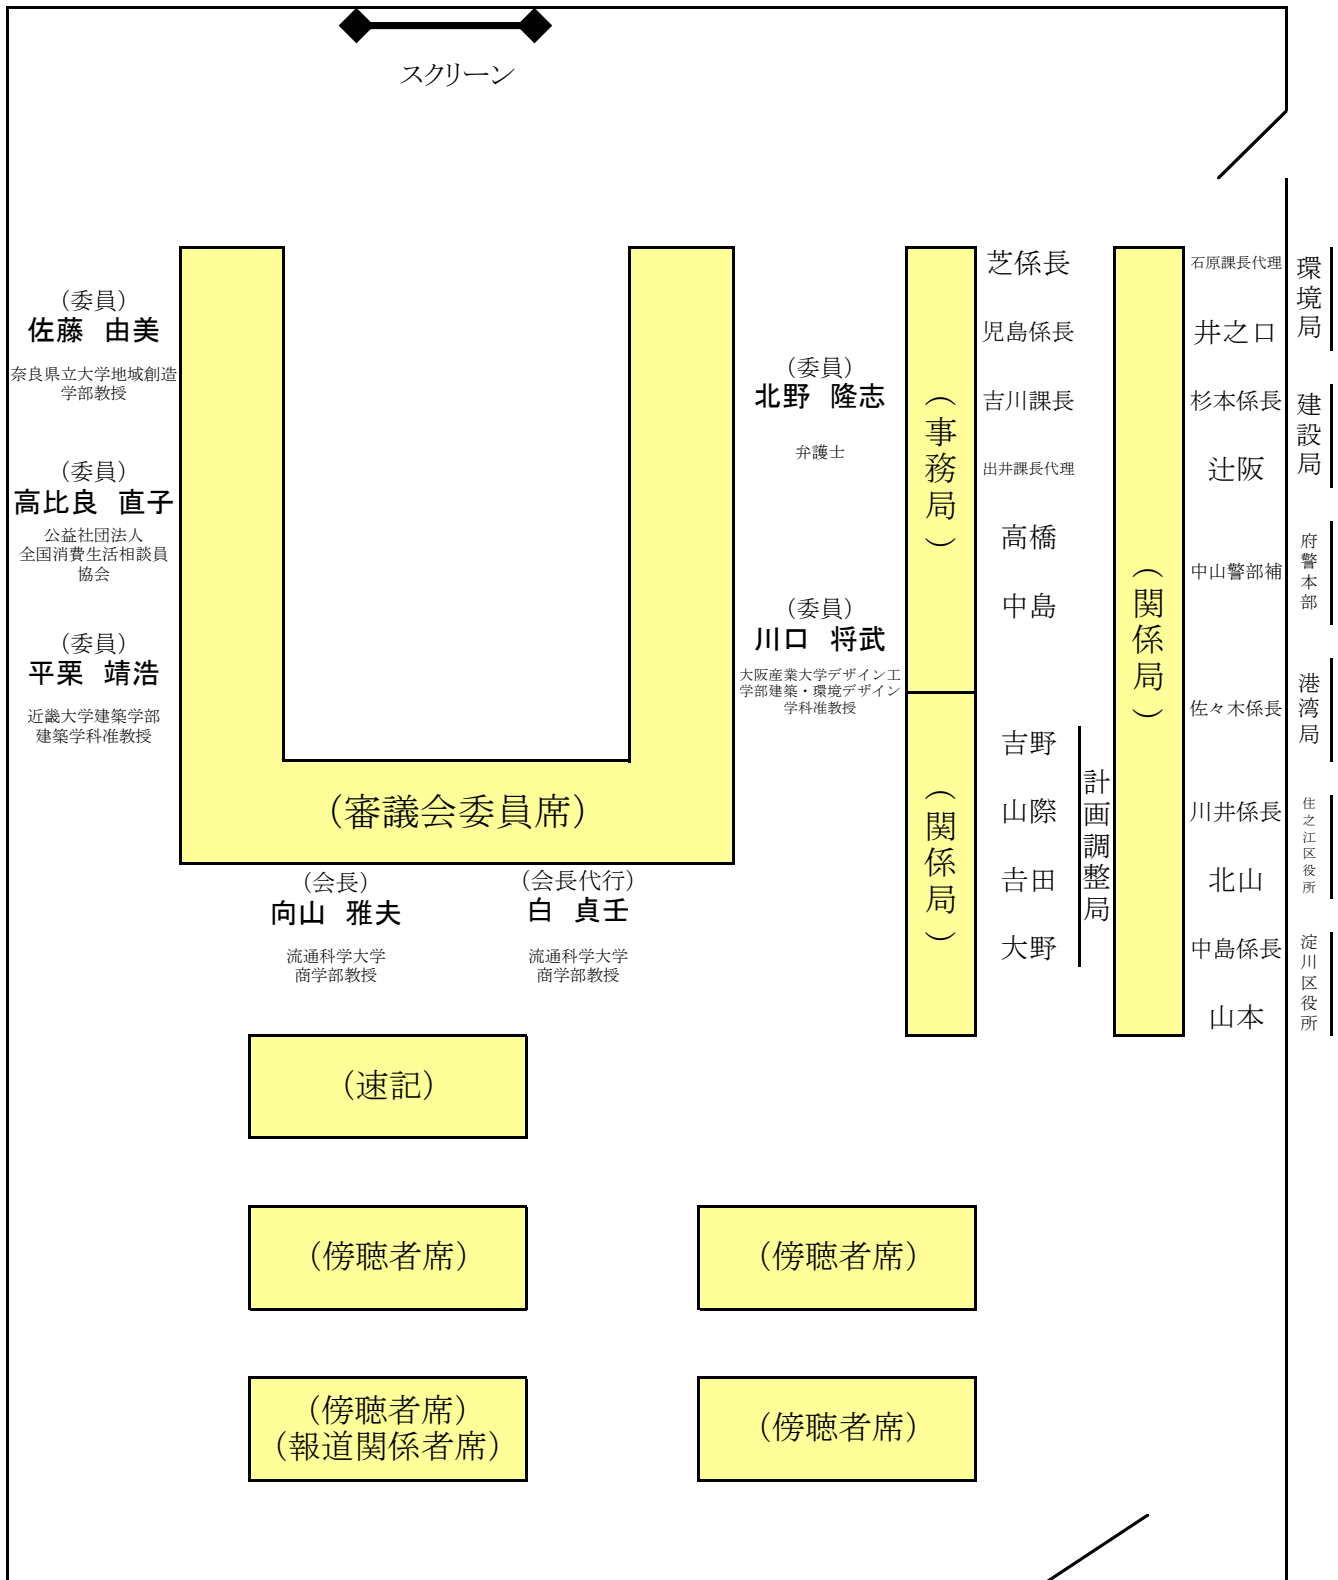 スクリーン
（委員）
佐藤　由美
奈良県立大学地域創造
学部教授
（委員）
高比良　直子
公益社団法人
全国消費生活相談員
協会
（委員）
平栗　靖浩
近畿大学建築学部
建築学科准教授
（審議会委員席）
（会長）
向山　雅夫
流通科学大学
商学部教授
（会長代行）
白　貞壬
流通科学大学
商学部教授
（委員）
北野　隆志
弁護士
（委員）
川口　将武
大阪産業大学デザイン工
学部建築・環境デザイン
学科准教授
（事務局）
芝係長
児島係長
吉川課長
出井課長代理
高橋
中島
（関係局）
吉野
山際
吉田
大野
計画調整局
（関係局）
石原課長代理
井之口
環境局
杉本係長
辻阪
建設局
中山警部補
府警本部
佐々木係長
港湾局
川井係長
北山
住之江区役所
中島係長
山本
淀川区役所
（速記）
（傍聴者席）
（傍聴者席）
（傍聴者席）
（報道関係者席）
（傍聴者席）